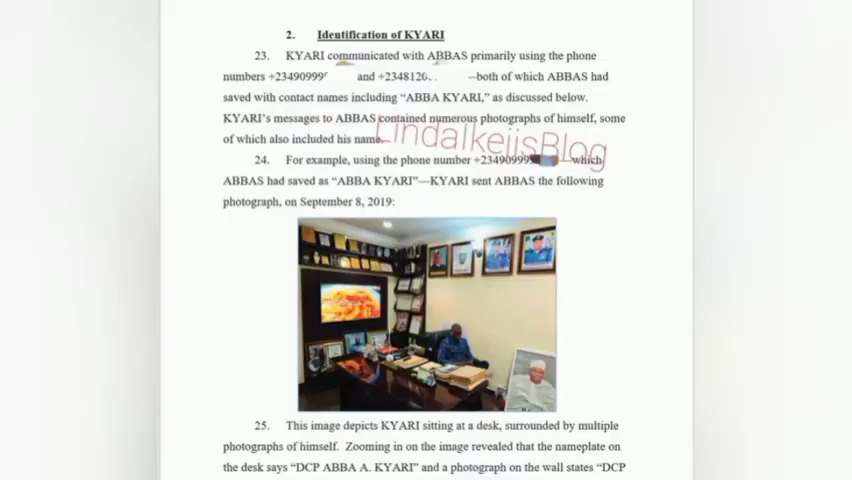 2. Identification of KYARI
23. KYARI communicated with ABBAS primarily using the phone
numbers +23490999 and +2348126 —both of which ABBAS had
saved with contact names including “ABBA KYARI,” as discussed below.
KYARI’s messages to ABBAS contained numerous photographs of himself, some
of which also included his name.
LindaIkejisBlog
24. For example, using the phone number +23490999 —which
ABBAS had saved as “ABBA KYARI”—KYARI sent ABBAS the following
photograph, on September 8, 2019:
25. This image depicts KYARI sitting at a desk, surrounded by multiple
photographs of himself. Zooming in on the image revealed that the nameplate on
the desk says “DCP ABBA A. KYARI” and a photograph on the wall states “DCP